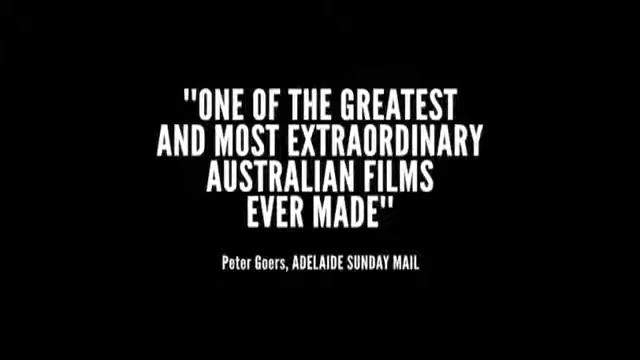 "ONE OF THE GREATEST
AND MOST EXTRAORDINARY
AUSTRALIAN FILMS
EVER MADE"
Peter Goers, ADELAIDE SUNDAY MAIL